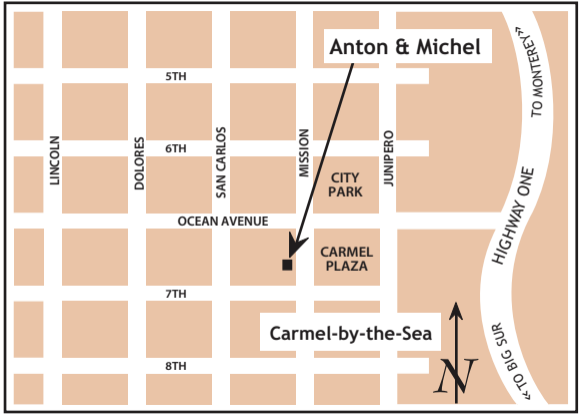 Anton & Michel
«TO MONTEREY»
5TH
6TH
LINCOLN
DOLORES
SAN CARLOS
MISSION
JUNIPERO
CITY
PARK
OCEAN AVENUE
HIGHWAY ONE
CARMEL
PLAZA
7TH
Carmel-by-the-Sea
8TH
N
«TO BIG SUR